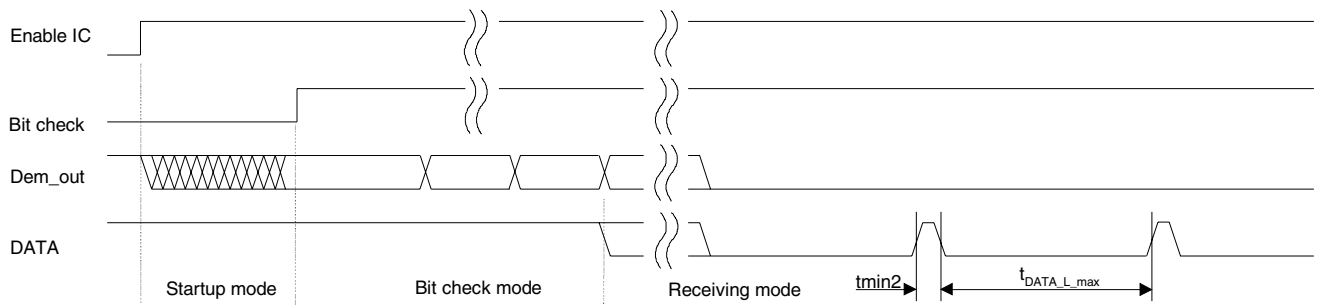 Enable IC
Bit check
Dem_out
DATA
Startup mode
Bit check mode
Receiving mode
tmin2
tDATA_L_max